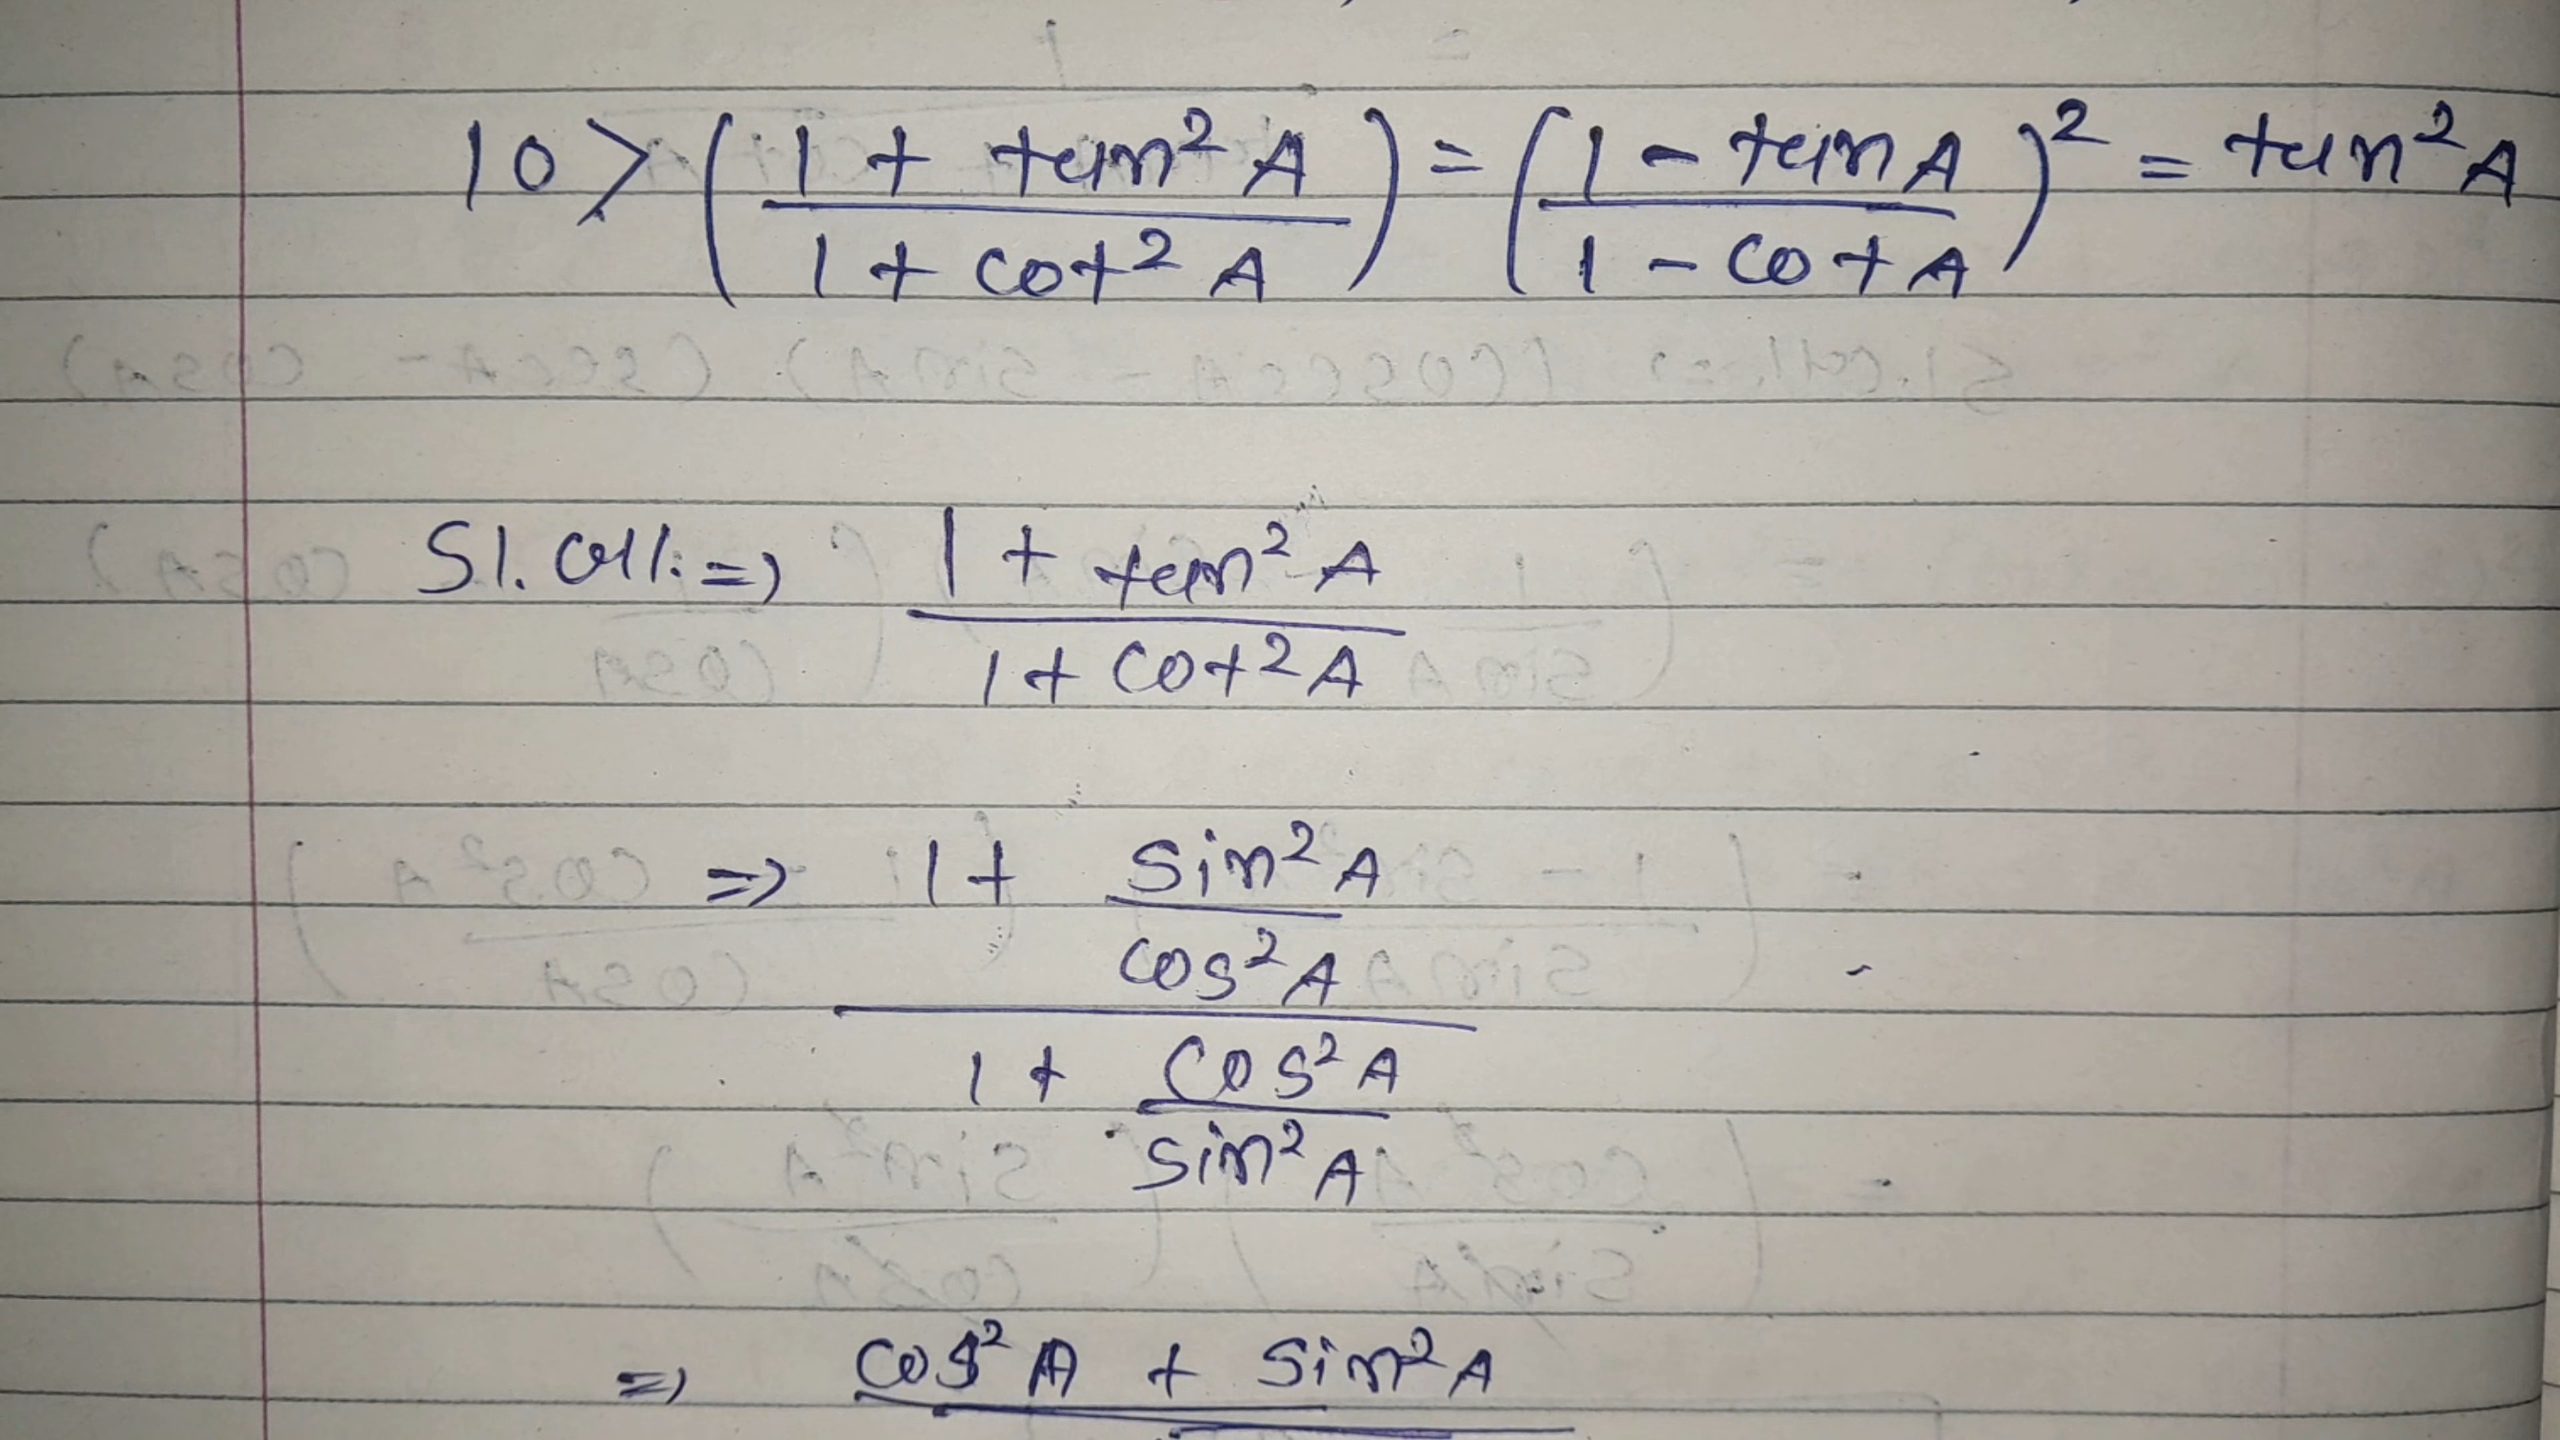 10> ( 1 + tan² A / 1 + cot² A ) = ( 1 - tan A / 1 - cot A )² = tan² A
=> 1 + tan² A / 1 + cot² A
=> 1 + sin² A / cos² A
1 + cos² A / sin² A
=> cos² A + sin² A